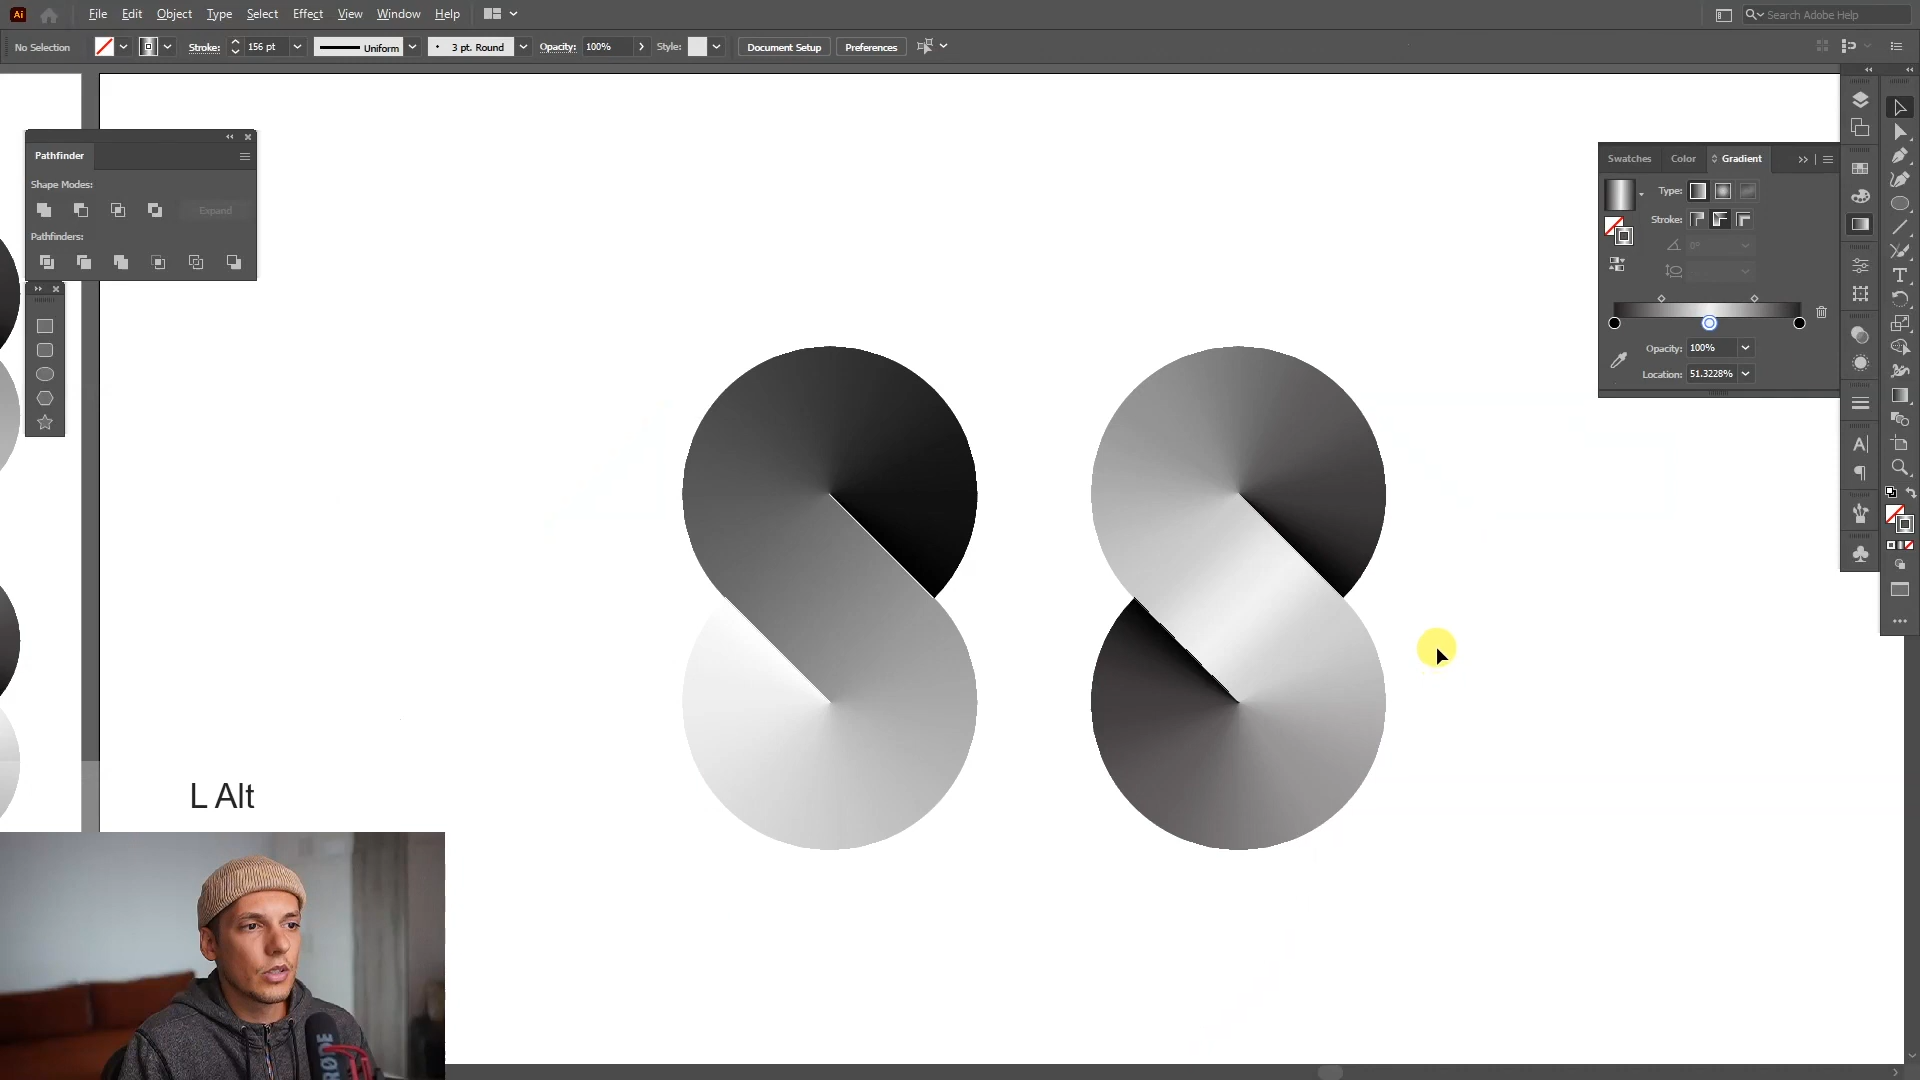 Ai File Edit Object Type Select Effect View Window Help Search Adobe Help
No Selection Stroke: 156 pt Uniform 3 pt. Round Opacity: 100% Style: Document Setup Preferences
Pathfinder
Shape Modes:
Expand
Pathfinders:
Swatches Color Gradient
Type:
Stroke:
0°
Opacity: 100%
Location: 51.3228%
L Alt
RØDE